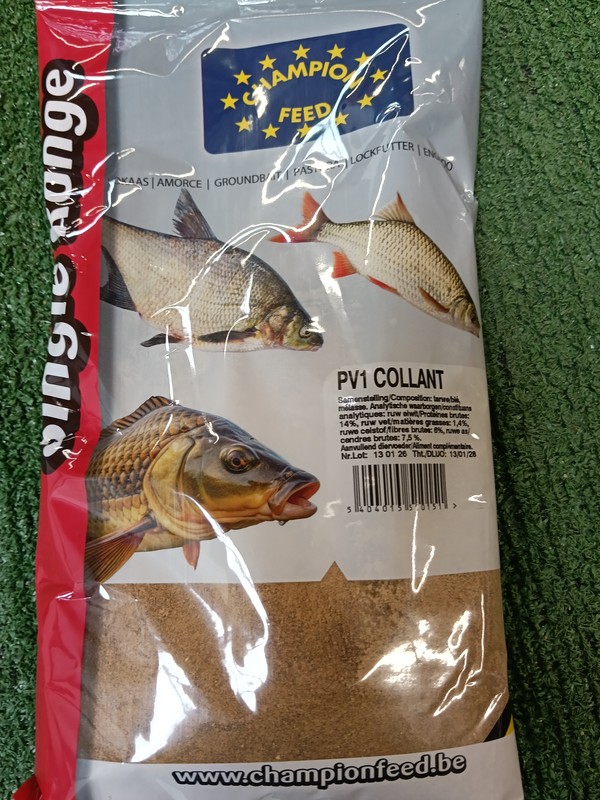 CHAMPION
FEED
AMORCE | GROUNDBAIT | LOCKFUTTER |
Single Range
PV1 COLLANT
Samenstelling/Composition: tarwe/blé,
mélasse. Analytische waarborgen/constituants
analytiques: ruw eiwit/Protéines brutes:
14%, ruw vet/matières grasses: 1,4%,
ruwe celstof/fibres brutes: 6%, ruwe as/
cendres brutes: 7,5 %.
Aanvullend diervoeder/Aliment complémentaire.
Nr.Lot: 13 01 26 Tht./DLUO: 13/01/28
www.championfeed.be